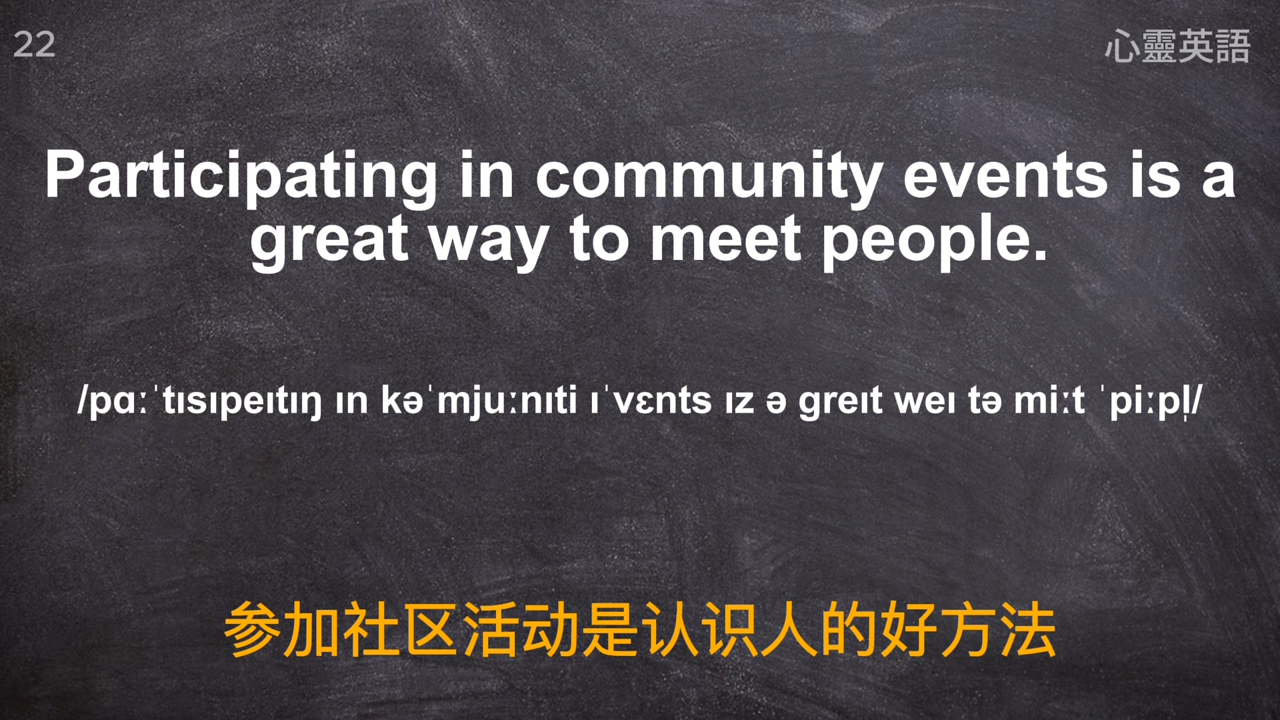 22
心靈英語
Participating in community events is a
great way to meet people.
/pɑːˈtɪsɪpeɪtɪŋ ɪn kəˈmjuːnɪti ɪˈvɛnts ɪz ə greɪt weɪ tə miːt ˈpiːpl̩/
参加社区活动是认识人的好方法